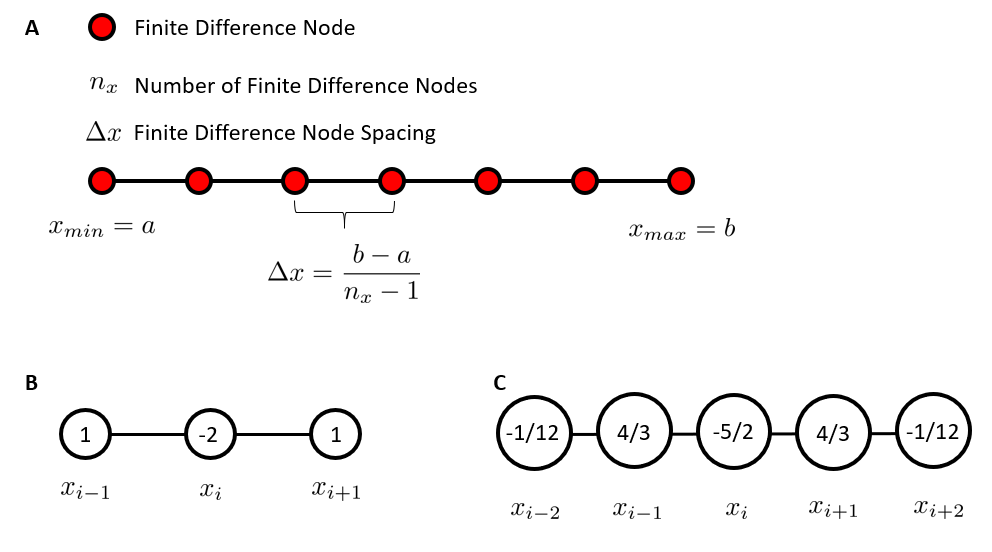 A
Finite Difference Node
n_x Number of Finite Difference Nodes
Δx Finite Difference Node Spacing
x_{min} = a
x_{max} = b
Δx = \frac{b - a}{n_x - 1}
B
1 -2 1
x_{i-1} x_i x_{i+1}
C
-1/12 4/3 -5/2 4/3 -1/12
x_{i-2} x_{i-1} x_i x_{i+1} x_{i+2}